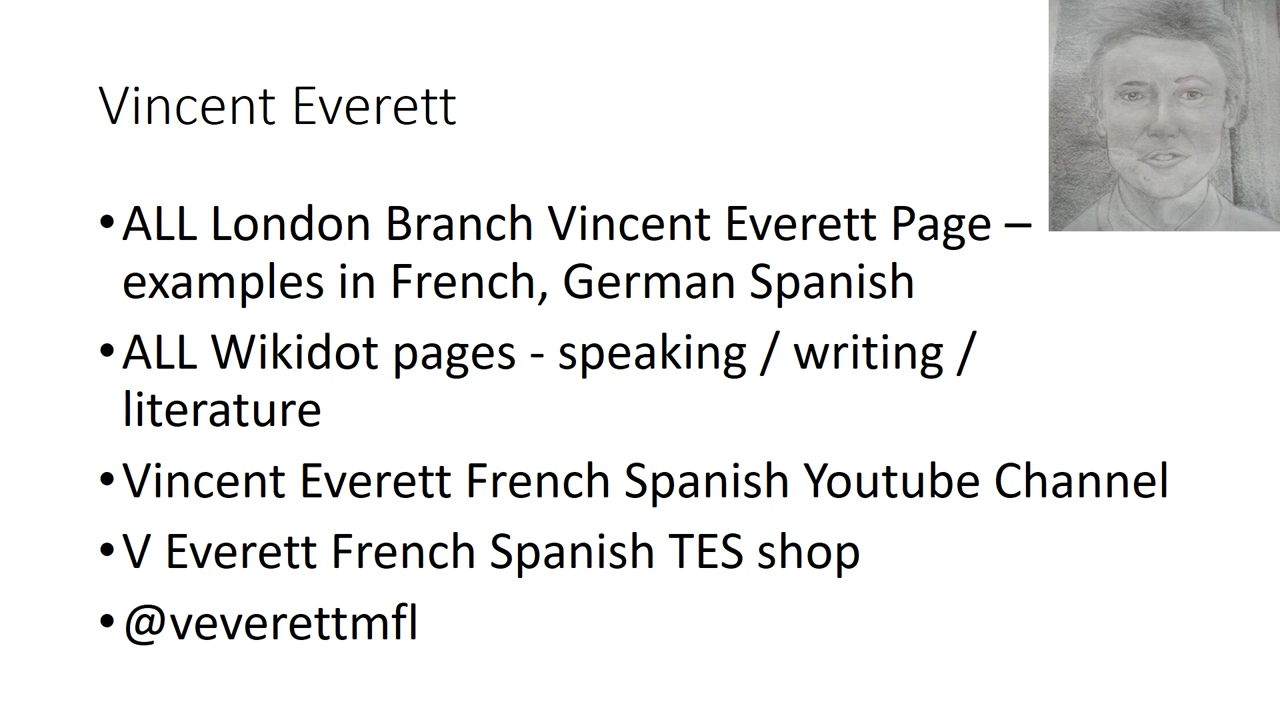 Vincent Everett
•ALL London Branch Vincent Everett Page –
examples in French, German Spanish
•ALL Wikidot pages - speaking / writing /
literature
•Vincent Everett French Spanish Youtube Channel
•V Everett French Spanish TES shop
•@veverettmfl